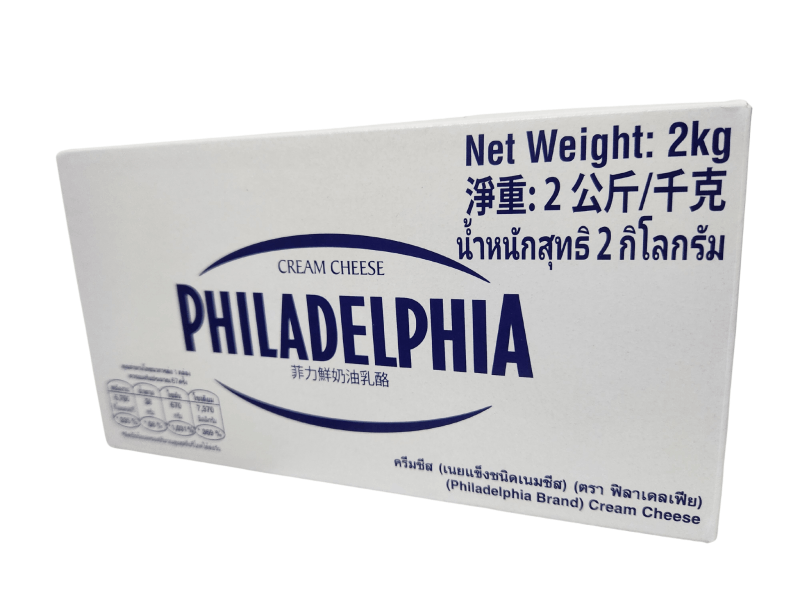 Net Weight: 2kg
淨重: 2 公斤/千克
น้ำหนักสุทธิ 2 กิโลกรัม
CREAM CHEESE
PHILADELPHIA
菲力鮮奶油乳酪
ครีมชีส (เนยแข็งชนิดเนมชีส) (ตรา ฟิลาเดลเฟีย)
(Philadelphia Brand) Cream Cheese